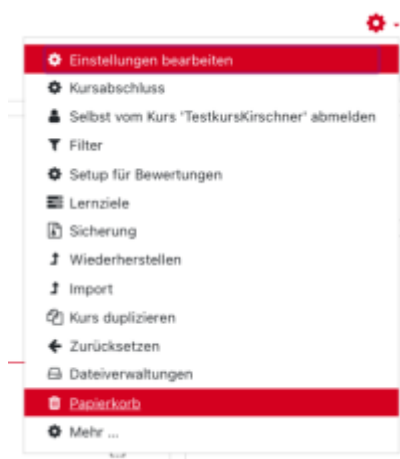 Einstellungen bearbeiten
Kursabschluss
Selbst vom Kurs 'TestkursKirschner' abmelden
Filter
Setup für Bewertungen
Lernziele
Sicherung
Wiederherstellen
Import
Kurs duplizieren
Zurücksetzen
Dateiverwaltungen
Papierkorb
Mehr ...